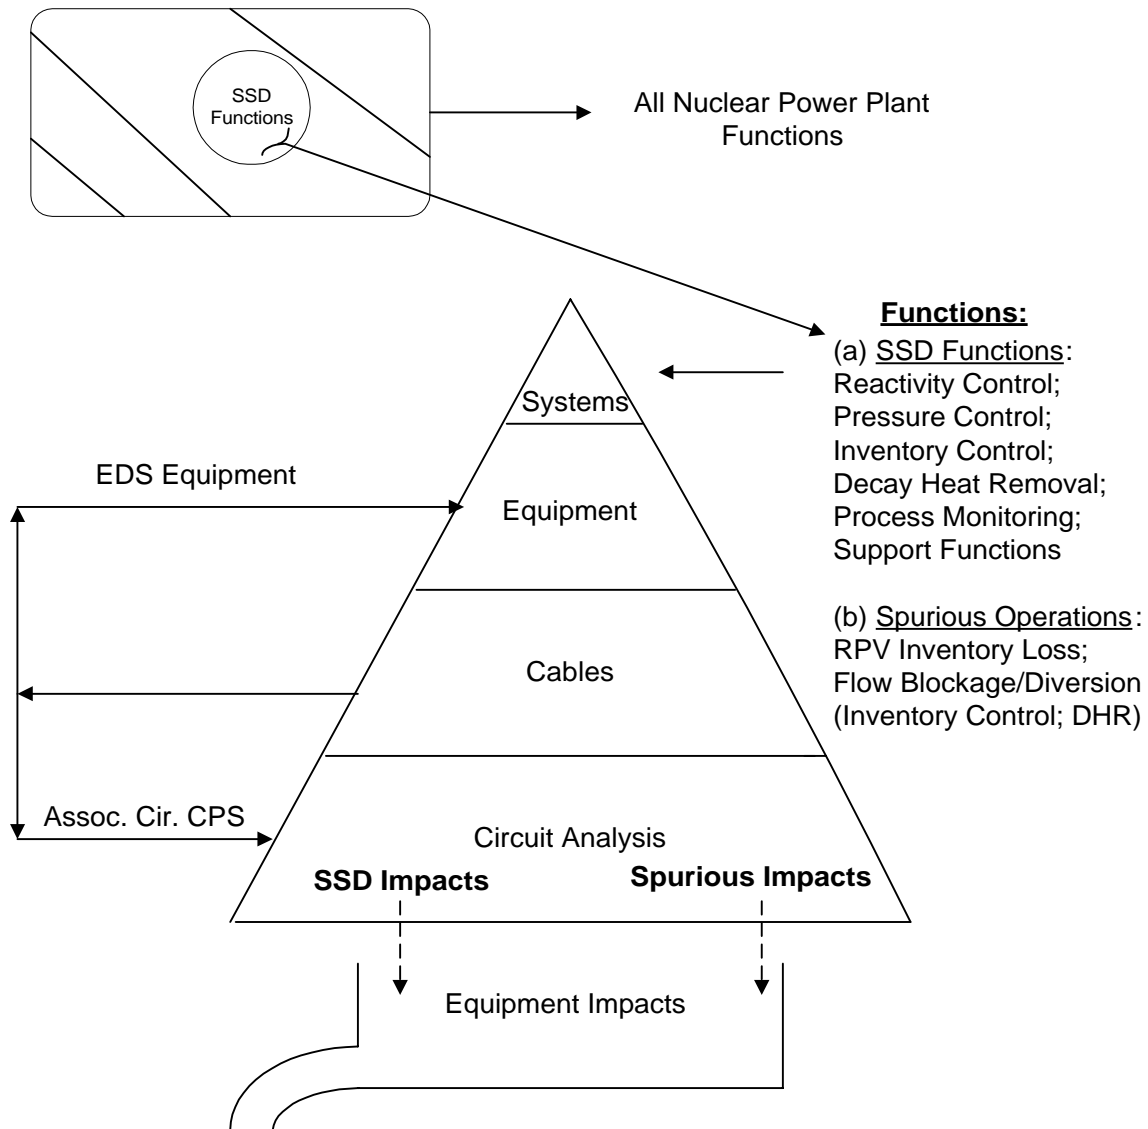 SSD
Functions
All Nuclear Power Plant
Functions
Functions:
(a) SSD Functions:
Reactivity Control;
Pressure Control;
Inventory Control;
Decay Heat Removal;
Process Monitoring;
Support Functions
(b) Spurious Operations:
RPV Inventory Loss;
Flow Blockage/Diversion
(Inventory Control; DHR)
Systems
EDS Equipment
Equipment
Cables
Assoc. Cir. CPS
Circuit Analysis
SSD Impacts
Spurious Impacts
Equipment Impacts